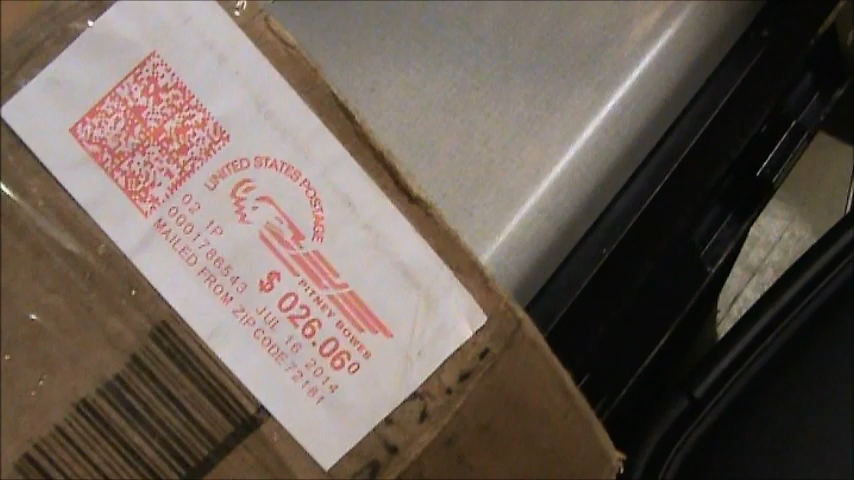 UNITED STATES POSTAGE
PITNEY BOWES
02 1P
$ 026.06⁰
0001786543 JUL 16 2014
MAILED FROM ZIP CODE 72181